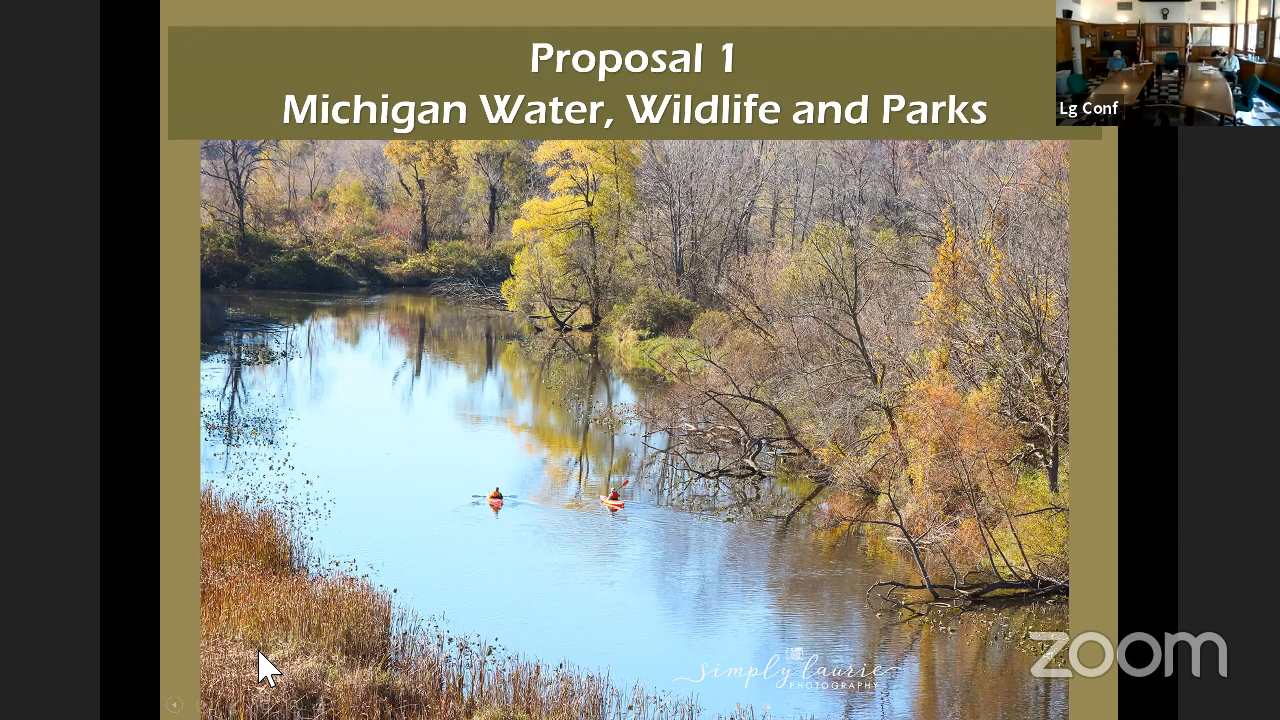 Proposal 1
Michigan Water, Wildlife and Parks
Lg Conf
simply laurie
PHOTOGRAPHY
zoom